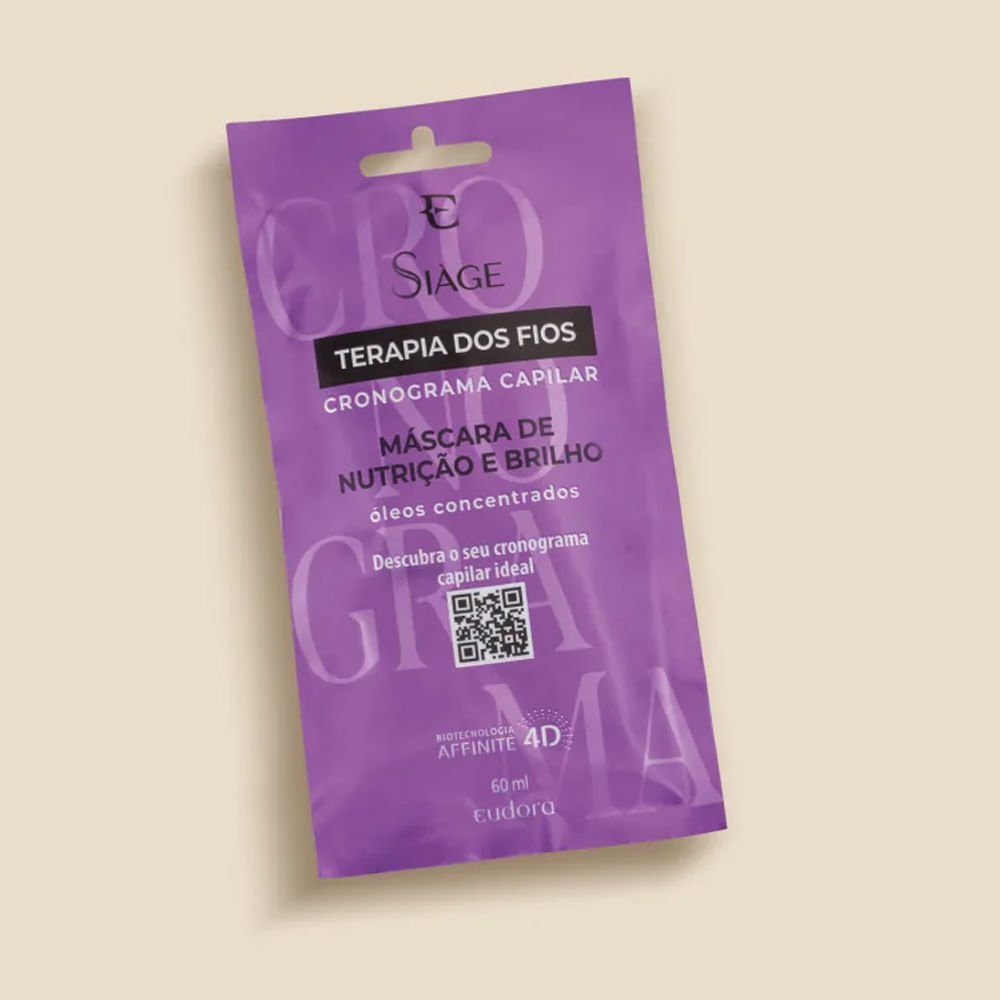 E
SIÀGE
TERAPIA DOS FIOS
CRONOGRAMA CAPILAR
MÁSCARA DE
NUTRIÇÃO E BRILHO
óleos concentrados
Descubra o seu cronograma
capilar ideal
BIOTECNOLOGIA
AFFINITÉ 4D
60 ml
eudora
CRO
NO
GRA
MA